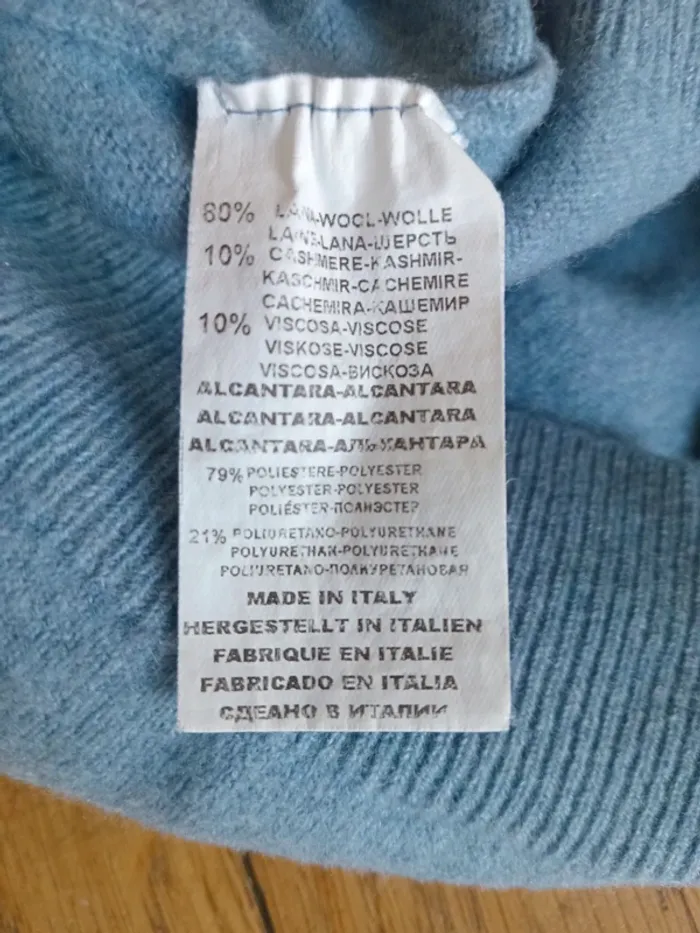 80% LANA-WOOL-WOLLE
LAINE-LANA-ШЕРСТЬ
10% CASHMERE-KASHMIR-
KASCHMIR-CACHEMIRE
CACHEMIRA-КАШЕМИР
10% VISCOSA-VISCOSE
VISKOSE-VISCOSE
VISCOSA-ВИСКОЗА
ALCANTARA-ALCANTARA
ALCANTARA-ALCANTARA
ALCANTARA-АЛЬКАНТАРА
79% POLIESTERE-POLYESTER
POLYESTER-POLYESTER
POLIÉSTER-ПОЛИЭСТЕР
21% POLIURETANO-POLYURETHANE
POLYURETHAN-POLYURETHANE
POLIURETANO-ПОЛИУРЕТАНОВАЯ
MADE IN ITALY
HERGESTELLT IN ITALIEN
FABRIQUE EN ITALIE
FABRICADO EN ITALIA
СДЕАНО В ИТАЛИИ